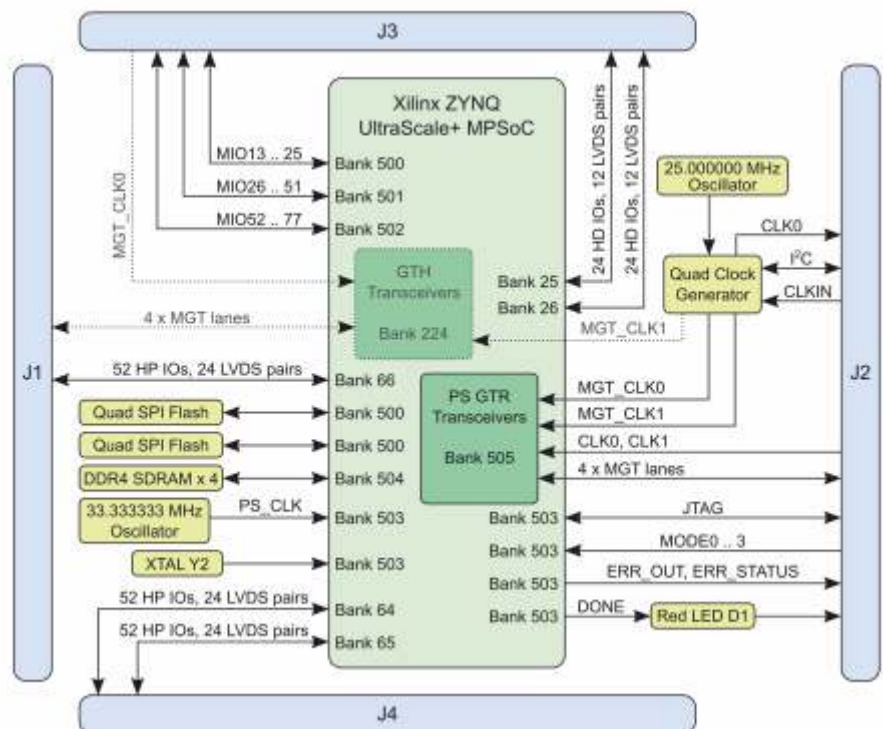 J3
Xilinx ZYNQ
UltraScale+ MPSoC
MIO13 .. 25
Bank 500
MIO26 .. 51
Bank 501
MIO52 .. 77
Bank 502
MGT_CLK0
24 HD IOs, 12 LVDS pairs
24 HD IOs, 12 LVDS pairs
25.000000 MHz
Oscillator
CLK0
I²C
CLKIN
Quad Clock
Generator
GTH
Transceivers
Bank 224
Bank 25
Bank 26
4 x MGT lanes
MGT_CLK1
J1
J2
52 HP IOs, 24 LVDS pairs
Bank 66
Quad SPI Flash
Bank 500
Quad SPI Flash
Bank 500
DDR4 SDRAM x 4
Bank 504
33.333333 MHz
Oscillator
PS_CLK
Bank 503
XTAL Y2
Bank 503
52 HP IOs, 24 LVDS pairs
Bank 64
52 HP IOs, 24 LVDS pairs
Bank 65
PS GTR
Transceivers
Bank 505
MGT_CLK0
MGT_CLK1
CLK0, CLK1
4 x MGT lanes
Bank 503
JTAG
Bank 503
MODE0 .. 3
Bank 503
ERR_OUT, ERR_STATUS
Bank 503
DONE
Red LED D1
J4